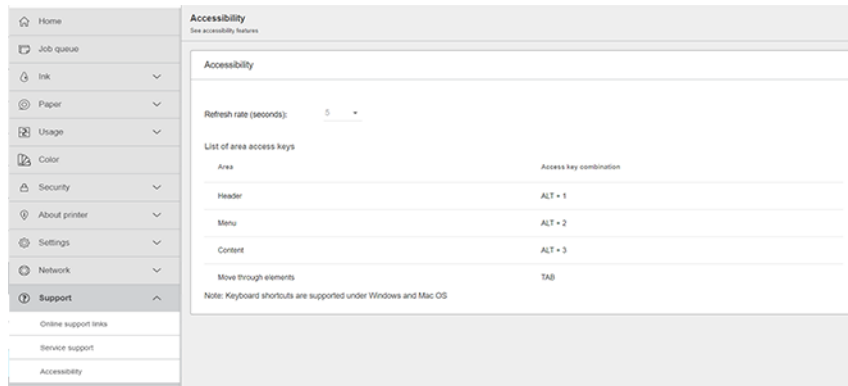 Home
Job queue
Ink
Paper
Usage
Color
Security
About printer
Settings
Network
Support
Online support links
Service support
Accessibility
Accessibility
See accessibility features
Accessibility
Refresh rate (seconds): 5
List of area access keys
Area Access key combination
Header ALT + 1
Menu ALT + 2
Content ALT + 3
Move through elements TAB
Note: Keyboard shortcuts are supported under Windows and Mac OS